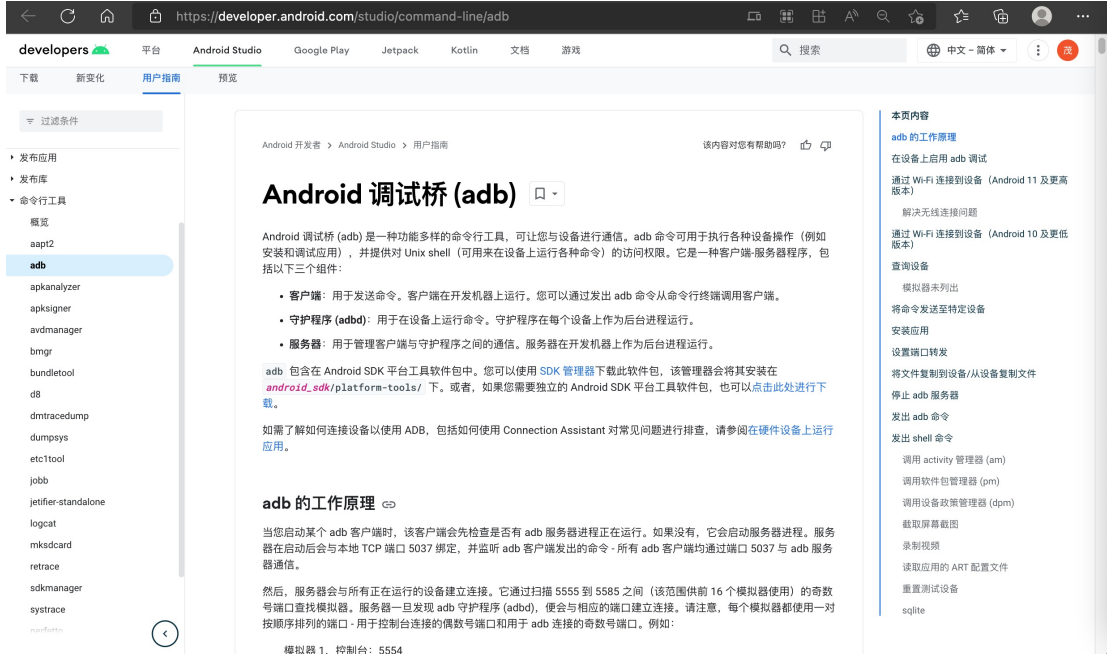 https://developer.android.com/studio/command-line/adb
developers
平台
Android Studio
Google Play
Jetpack
Kotlin
文档
游戏
搜索
中文 – 简体
茂
下载
新变化
用户指南
预览
过滤条件
发布应用
发布库
命令行工具
概览
aapt2
adb
apkanalyzer
apksigner
avdmanager
bmgr
bundletool
d8
dmtracedump
dumpsys
etc1tool
jobb
jetifier-standalone
logcat
mksdcard
retrace
sdkmanager
systrace
perfetto
Android 开发者 > Android Studio > 用户指南
该内容对您有帮助吗?
Android 调试桥 (adb)
Android 调试桥 (adb) 是一种功能多样的命令行工具，可让您与设备进行通信。adb 命令可用于执行各种设备操作（例如
安装和调试应用），并提供对 Unix shell（可用来在设备上运行各种命令）的访问权限。它是一种客户端-服务器程序，包
括以下三个组件：
• 客户端：用于发送命令。客户端在开发机器上运行。您可以通过发出 adb 命令从命令行终端调用客户端。
• 守护程序 (adbd)：用于在设备上运行命令。守护程序在每个设备上作为后台进程运行。
• 服务器：用于管理客户端与守护程序之间的通信。服务器在开发机器上作为后台进程运行。
adb 包含在 Android SDK 平台工具软件包中。您可以使用 SDK 管理器下载此软件包，该管理器会将其安装在
android_sdk/platform-tools/ 下。或者，如果您需要独立的 Android SDK 平台工具软件包，也可以点击此处进行下
载。
如需了解如何连接设备以使用 ADB，包括如何使用 Connection Assistant 对常见问题进行排查，请参阅在硬件设备上运行
应用。
adb 的工作原理
当您启动某个 adb 客户端时，该客户端会先检查是否有 adb 服务器进程正在运行。如果没有，它会启动服务器进程。服务
器在启动后会与本地 TCP 端口 5037 绑定，并监听 adb 客户端发出的命令 - 所有 adb 客户端均通过端口 5037 与 adb 服务
器通信。
然后，服务器会与所有正在运行的设备建立连接。它通过扫描 5555 到 5585 之间（该范围供前 16 个模拟器使用）的奇数
号端口查找模拟器。服务器一旦发现 adb 守护程序 (adbd)，便会与相应的端口建立连接。请注意，每个模拟器都使用一对
按顺序排列的端口 - 用于控制台连接的偶数号端口和用于 adb 连接的奇数号端口。例如：
模拟器 1，控制台：5554
本页内容
adb 的工作原理
在设备上启用 adb 调试
通过 Wi-Fi 连接到设备（Android 11 及更高
版本）
解决无线连接问题
通过 Wi-Fi 连接到设备（Android 10 及更低
版本）
查询设备
模拟器未列出
将命令发送至特定设备
安装应用
设置端口转发
将文件复制到设备/从设备复制文件
停止 adb 服务器
发出 adb 命令
发出 shell 命令
调用 activity 管理器 (am)
调用软件包管理器 (pm)
调用设备政策管理器 (dpm)
截取屏幕截图
录制视频
读取应用的 ART 配置文件
重置测试设备
sqlite